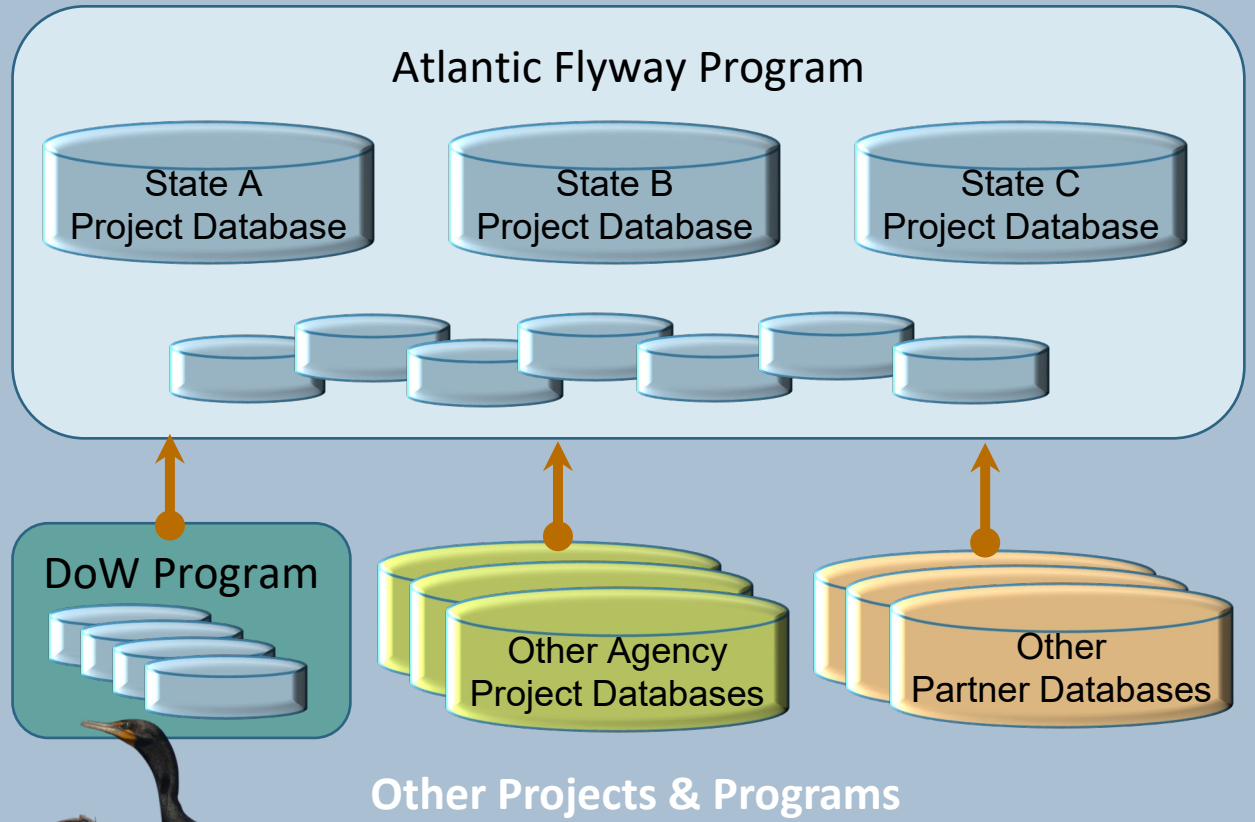 Atlantic Flyway Program
State A
Project Database
State B
Project Database
State C
Project Database
DoW Program
Other Agency
Project Databases
Other
Partner Databases
Other Projects & Programs